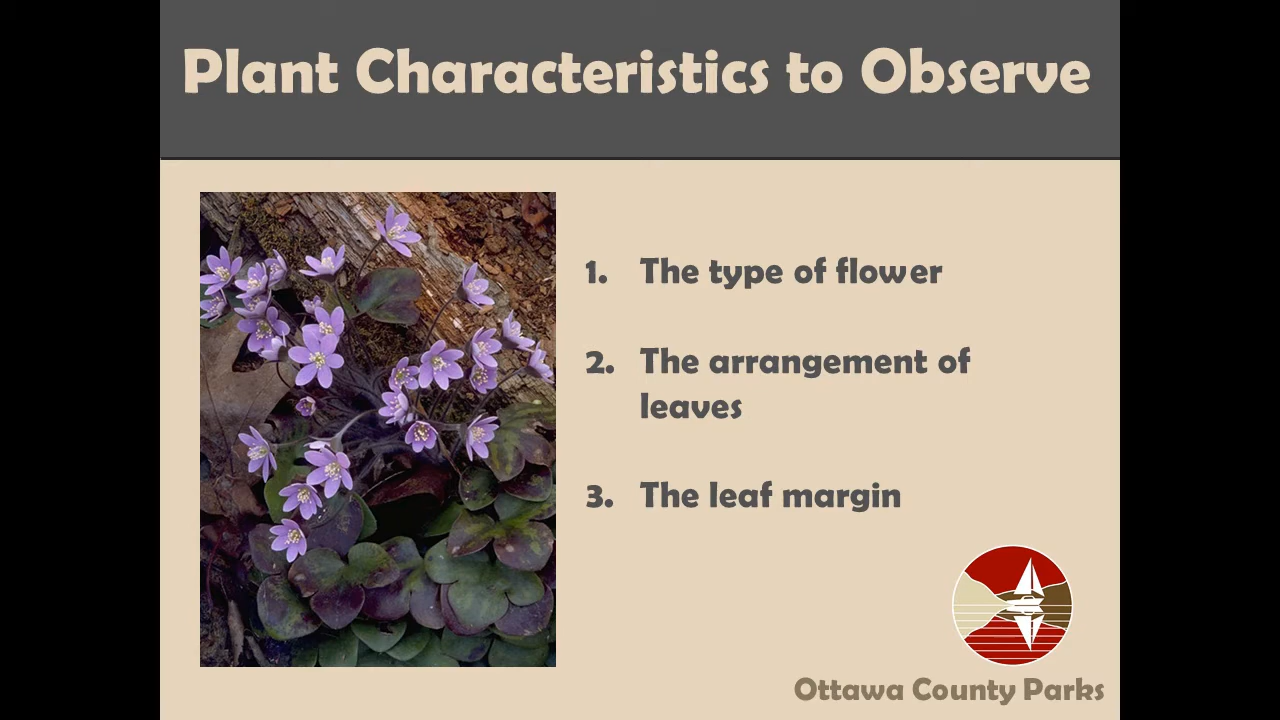 Plant Characteristics to Observe
1. The type of flower
2. The arrangement of
leaves
3. The leaf margin
Ottawa County Parks